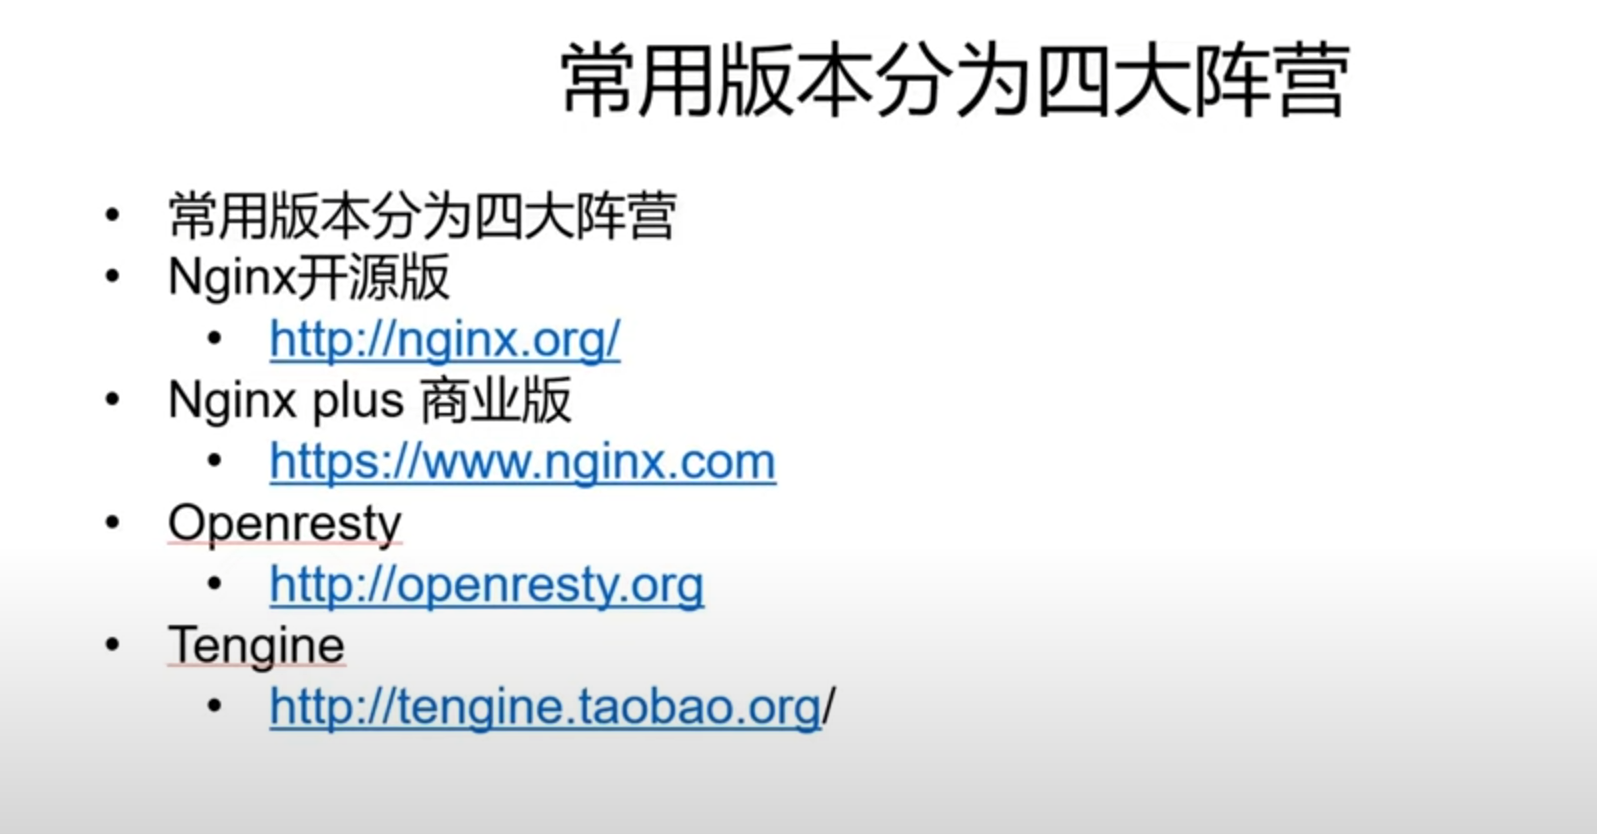 常用版本分为四大阵营
• 常用版本分为四大阵营
• Nginx开源版
• http://nginx.org/
• Nginx plus 商业版
• https://www.nginx.com
• Openresty
• http://openresty.org
• Tengine
• http://tengine.taobao.org/